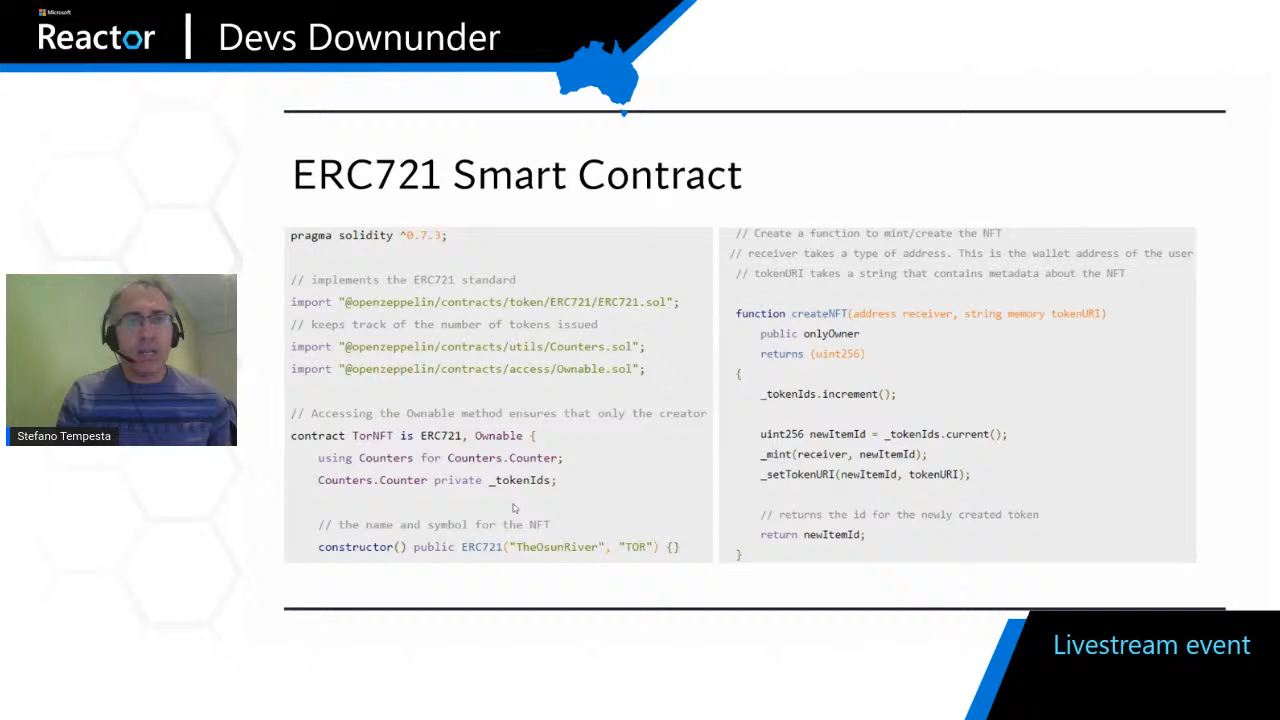 Microsoft
Reactor
Devs Downunder
ERC721 Smart Contract
pragma solidity ^0.7.3;
// implements the ERC721 standard
import "@openzeppelin/contracts/token/ERC721/ERC721.sol";
// keeps track of the number of tokens issued
import "@openzeppelin/contracts/utils/Counters.sol";
import "@openzeppelin/contracts/access/Ownable.sol";
// Accessing the Ownable method ensures that only the creator
contract TorNFT is ERC721, Ownable {
using Counters for Counters.Counter;
Counters.Counter private _tokenIds;
// the name and symbol for the NFT
constructor() public ERC721("TheOsunRiver", "TOR") {}
// Create a function to mint/create the NFT
// receiver takes a type of address. This is the wallet address of the user
// tokenURI takes a string that contains metadata about the NFT
function createNFT(address receiver, string memory tokenURI)
public onlyOwner
returns (uint256)
{
_tokenIds.increment();
uint256 newItemId = _tokenIds.current();
_mint(receiver, newItemId);
_setTokenURI(newItemId, tokenURI);
// returns the id for the newly created token
return newItemId;
}
Stefano Tempesta
Livestream event